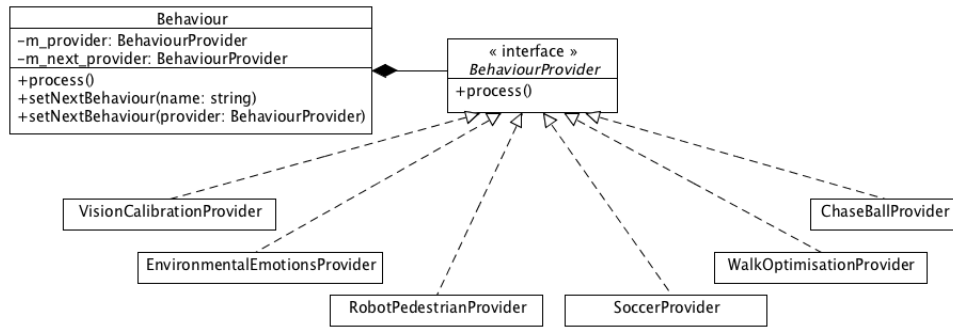 Behaviour
-m_provider: BehaviourProvider
-m_next_provider: BehaviourProvider
+process()
+setNextBehaviour(name: string)
+setNextBehaviour(provider: BehaviourProvider)
« interface »
BehaviourProvider
+process()
VisionCalibrationProvider
ChaseBallProvider
EnvironmentalEmotionsProvider
WalkOptimisationProvider
RobotPedestrianProvider
SoccerProvider